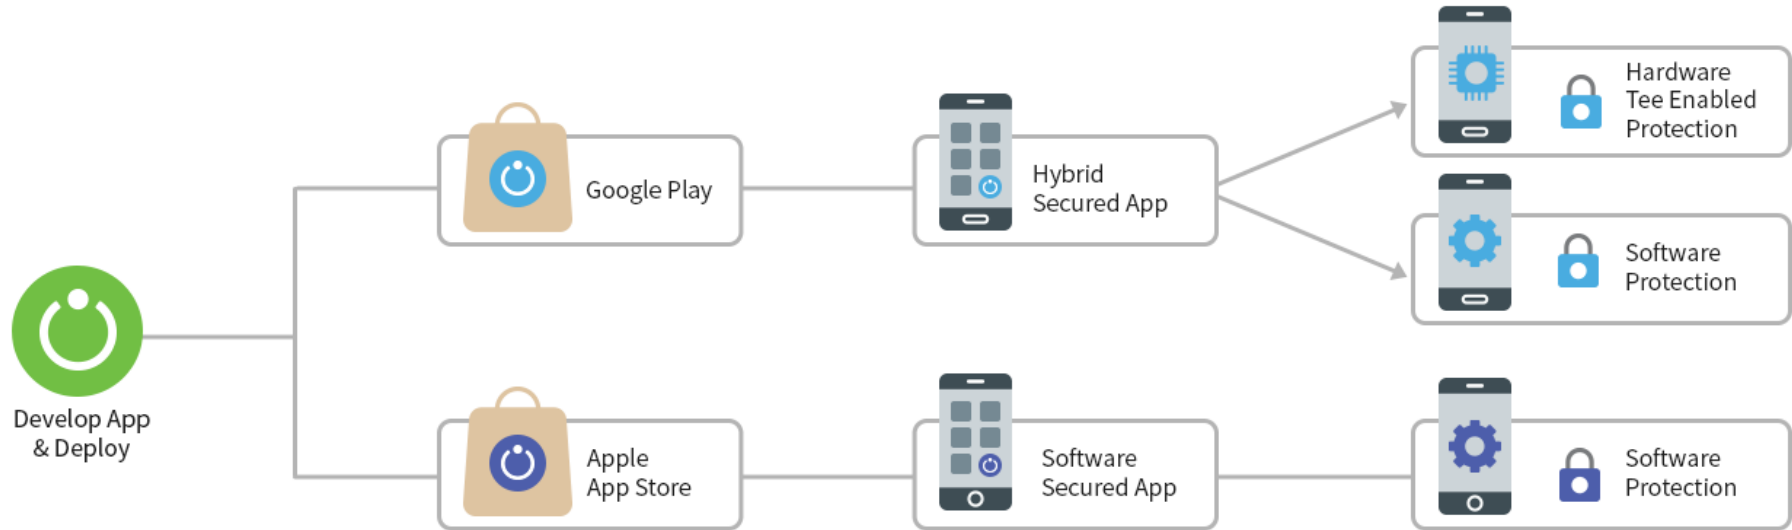 Develop App
& Deploy
Google Play
Hybrid
Secured App
Hardware
Tee Enabled
Protection
Software
Protection
Apple
App Store
Software
Secured App
Software
Protection